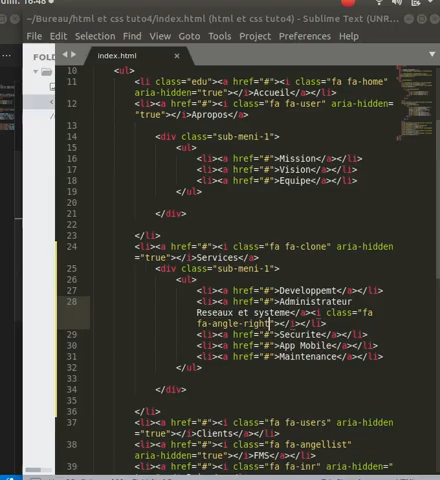 dim. 16:48
~/Bureau/html et css tuto4/index.html (html et css tuto4) - Sublime Text (UNR…
File Edit Selection Find View Goto Tools Project Preferences Help
FOLD
index.html ×
10 <ul>
11 <li class="edu"><a href="#"><i class="fa fa-home"
aria-hidden="true"></i>Accueil</a></li>
12 <li><a href="#"><i class="fa fa-user" aria-hidden=
"true"></i>Apropos</a>
13
14 <div class="sub-meni-1">
15 <ul>
16 <li><a href="#">Mission</a></li>
17 <li><a href="#">Vision</a></li>
18 <li><a href="#">Equipe</a></li>
19 </ul>
20
21 </div>
22
23 </li>
24 <li><a href="#"><i class="fa fa-clone" aria-hidden
="true"></i>Services</a>
25 <div class="sub-meni-1">
26 <ul>
27 <li><a href="#">Developpemt</a></li>
28 <li><a href="#">Administrateur
Reseaux et systeme</a><i class="fa
fa-angle-right"></i></li>
29 <li><a href="#">Securite</a></li>
30 <li><a href="#">App Mobile</a></li>
31 <li><a href="#">Maintenance</a></li>
32 </ul>
33
34 </div>
35
36 </li>
37 <li><a href="#"><i class="fa fa-users" aria-hidden=
"true"></i>Clients</a></li>
38 <li><a href="#"><i class="fa fa-angellist"
aria-hidden="true"></i>FMS</a></li>
39 <li><a href="#"><i class="fa fa-inr" aria-hidden=